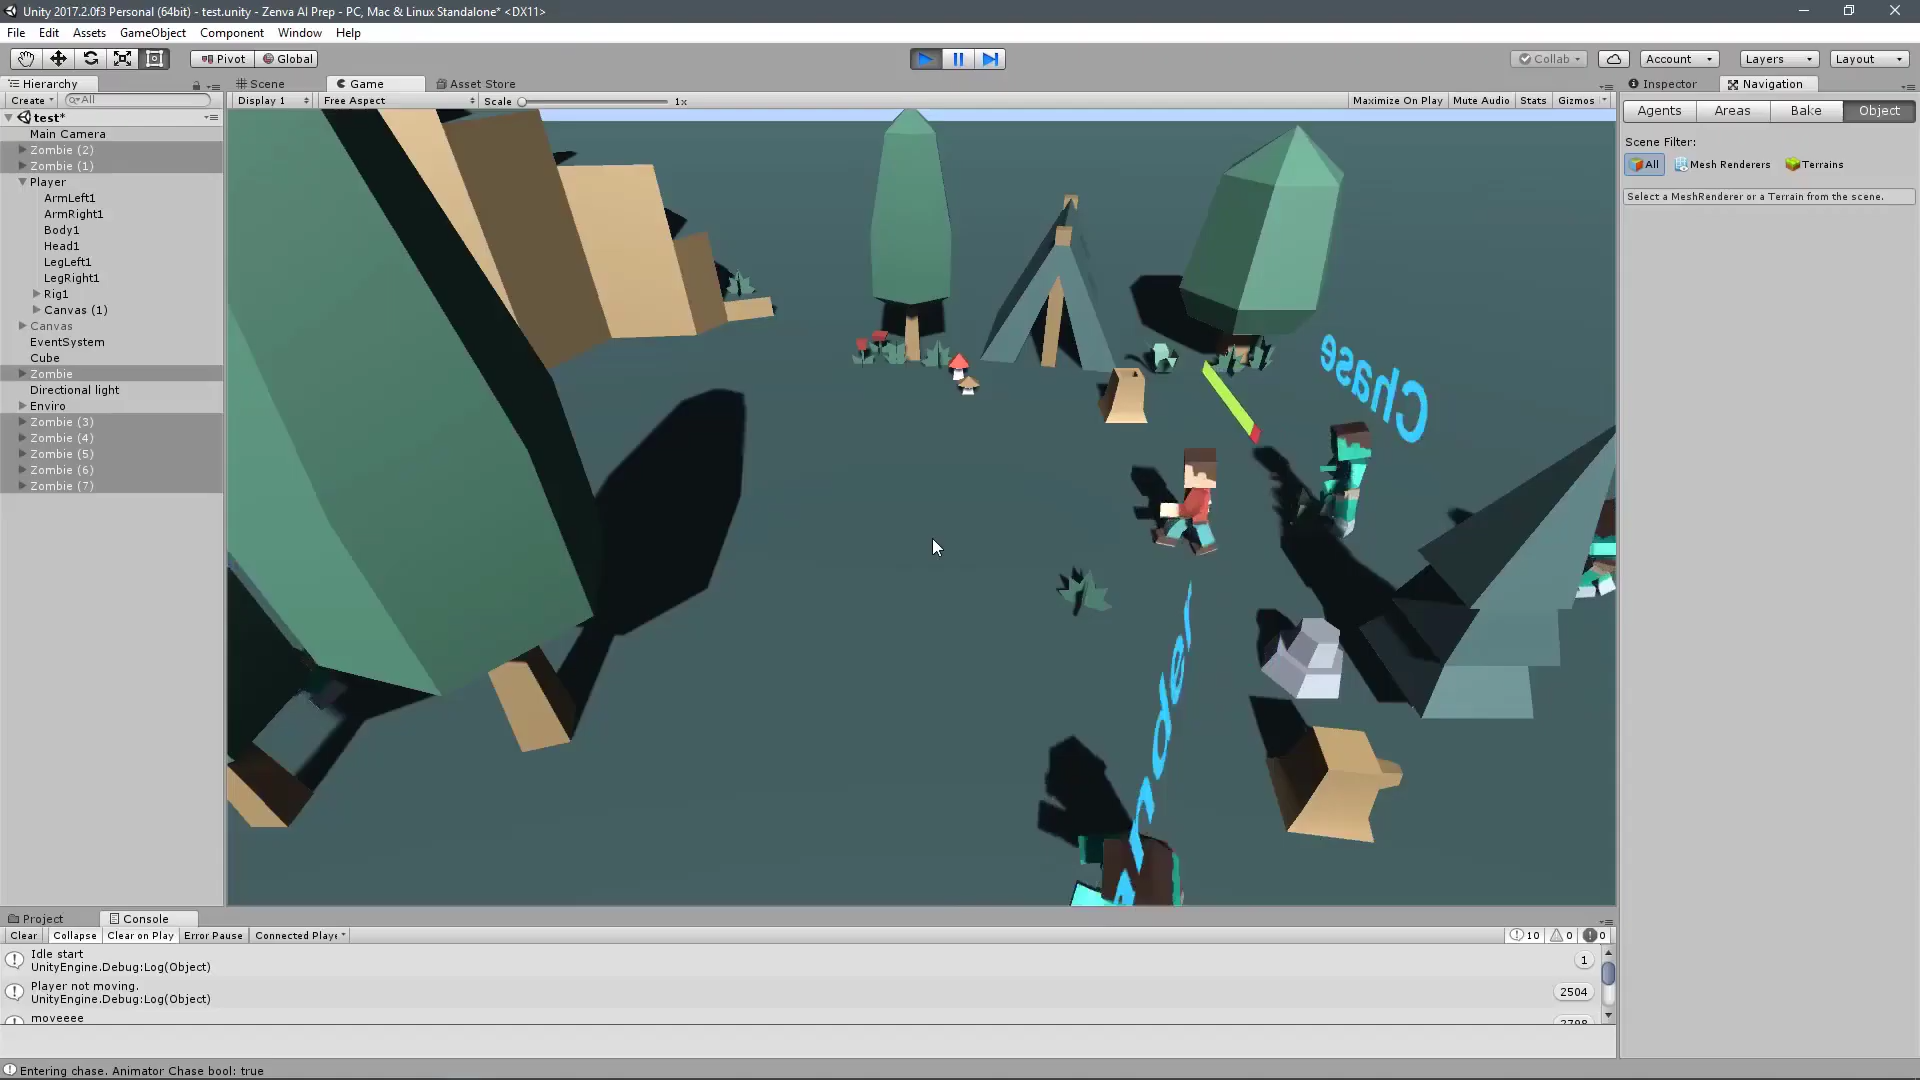 Unity 2017.2.0f3 Personal (64bit) - test.unity - Zenva AI Prep - PC, Mac & Linux Standalone* <DX11>
File Edit Assets GameObject Component Window Help
Pivot Global Collab Account Layers Layout
Hierarchy Scene Game Asset Store Inspector Navigation
Create All Display 1 Free Aspect Scale 1x Maximize On Play Mute Audio Stats Gizmos
Agents Areas Bake Object
test*
Main Camera
Zombie (2)
Zombie (1)
Player
ArmLeft1
ArmRight1
Body1
Head1
LegLeft1
LegRight1
Rig1
Canvas (1)
Canvas
EventSystem
Cube
Zombie
Directional light
Enviro
Zombie (3)
Zombie (4)
Zombie (5)
Zombie (6)
Zombie (7)
Chase
Scene Filter:
All Mesh Renderers Terrains
Select a MeshRenderer or a Terrain from the scene.
Project Console
Clear Collapse Clear on Play Error Pause Connected Playe 10 0 0
Idle start
UnityEngine.Debug:Log(Object)
1
Player not moving.
UnityEngine.Debug:Log(Object)
2504
moveeee
Entering chase. Animator Chase bool: true